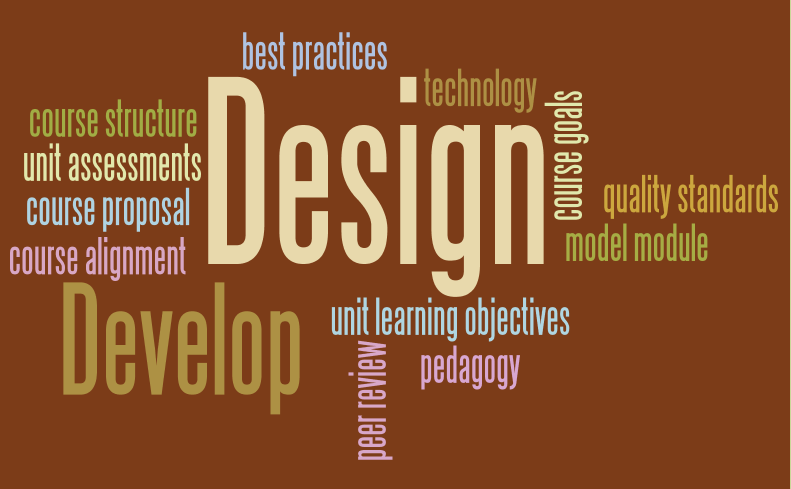 best practices
technology
Design
course goals
course structure
unit assessments
course proposal
course alignment
quality standards
model module
Develop
unit learning objectives
peer review
pedagogy